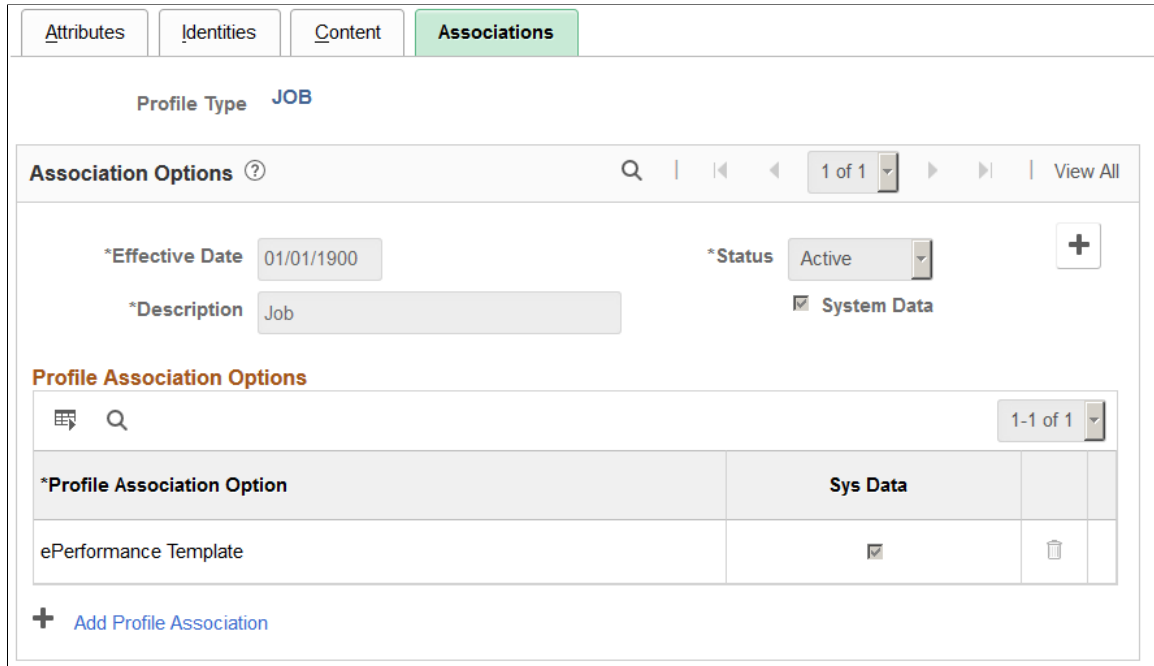 Attributes Identities Content Associations
Profile Type JOB
Association Options ? | 1 of 1 | View All
*Effective Date 01/01/1900 *Status Active
*Description Job System Data
Profile Association Options
1-1 of 1
*Profile Association Option Sys Data
ePerformance Template
Add Profile Association